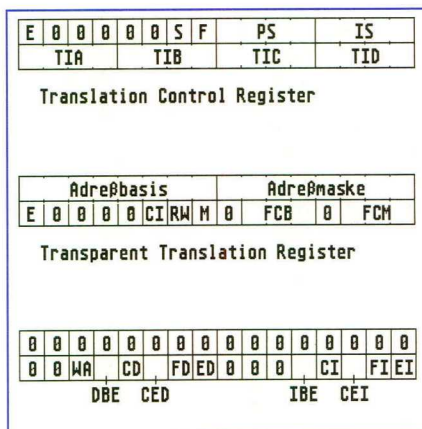 E 0 0 0 0 0 S F PS IS
TIA TIB TIC TID
Translation Control Register
Adreβbasis Adreβmaske
E 0 0 0 0 CI RW M 0 FCB 0 FCM
Transparent Translation Register
0 0 0 0 0 0 0 0 0 0 0 0 0 0 0 0
0 0 WA CD FD ED 0 0 0 CI FI EI
DBE CED IBE CEI